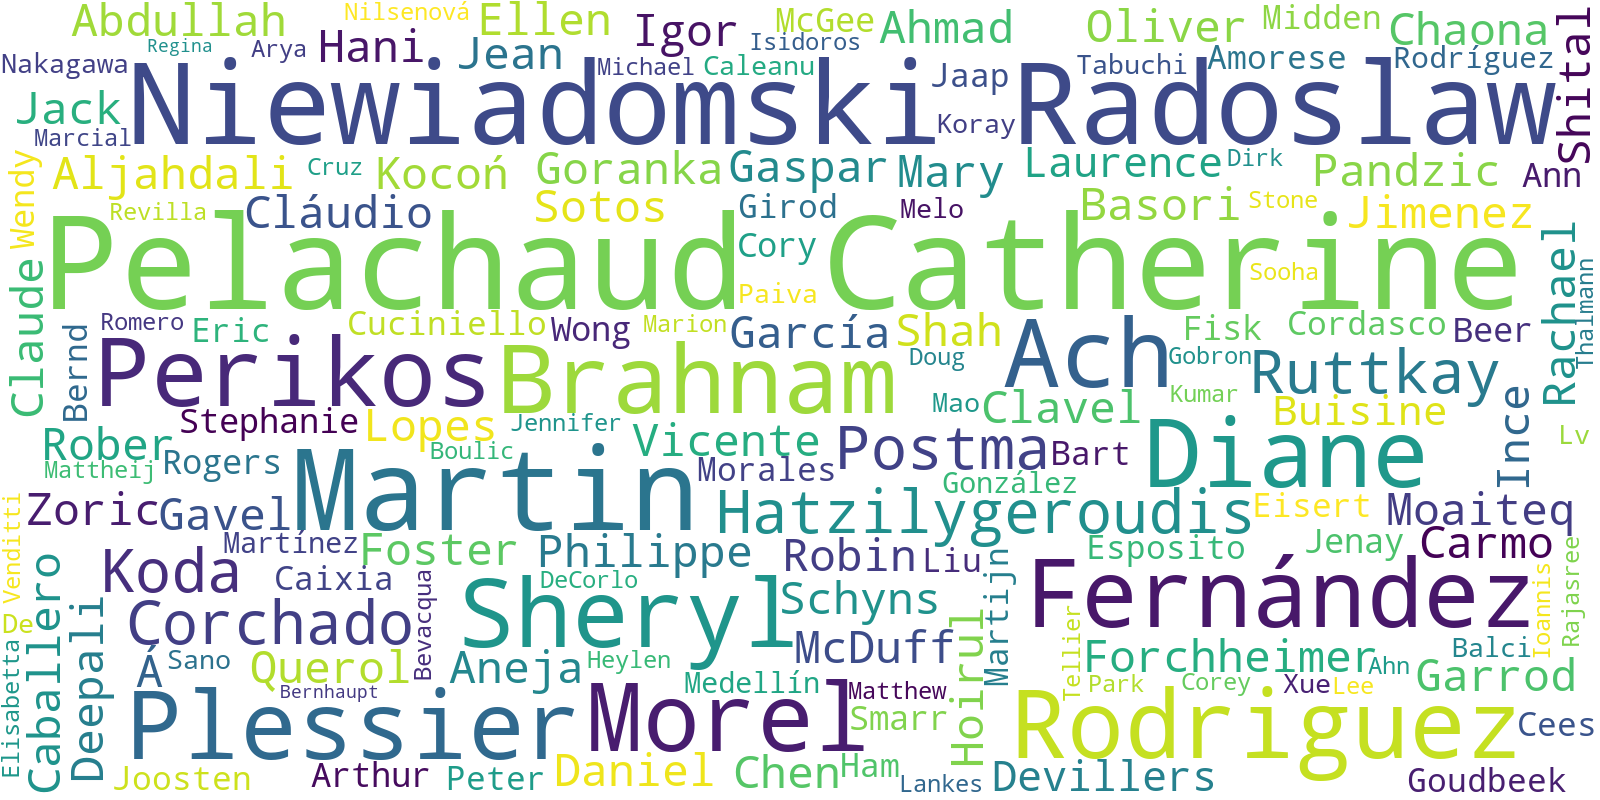 Abdullah
Nilsenová
Ellen
Igor
McGee
Ahmad
Oliver
Midden
Chaona
Shital
Regina
Arya
Hani
Jean
Isidoros
Nakagawa
Niewiadomski
Michael
Caleanu
Jaap
Radoslaw
Tabuchi
Amorese
Rodríguez
Jack
Marcial
Koray
Wendy
Aljahdali
Cruz
Kocoń
Goranka
Gaspar
Mary
Laurence
Dirk
Pandzic
Ann
Revilla
Cláudio
Sotos
Girod
Melo
Basori
Stone
Jimenez
Pelachaud
Cory
Catherine
Sooha
Rachael
Thalmann
Claude
Paiva
Bernd
Romero
Eric
Cuciniello
Wong
Marion
García
Shah
Ach
Fisk
Cordasco
Beer
Perikos
Brahnam
Doug
Gobron
Ruttkay
Kumar
Stephanie
Lopes
Jennifer
Mao
Clavel
Buisine
Ince
Lv
Rober
Mattheij
Rogers
Boulic
Vicente
Morales
Postma
Bart
Diane
Martin
González
Venditti
Zoric
Gavel
Hatzilygeroudis
Eisert
Moaiteq
Martínez
Foster
Philippe
Robin
Liu
Martijn
Esposito
Jenay
Carmo
Rajasree
Koda
Caixia
Bevacqua
DeCorlo
Sheryl
Schyns
Fernández
Ioannis
Caballero
Deepali
Corchado
De
Elisabetta
Á
Sano
Querol
Aneja
Heylen
McDuff
Holrul
Tellier
Forchheimer
Ahn
Balci
Garrod
Bernhaupt
Medellín
Matthew
Park
Corey
Xue
Lee
Plessier
Morel
Smarr
Rodriguez
Cees
Joosten
Arthur
Peter
Daniel
Chen
Ham
Lankes
Devillers
Goudbeek